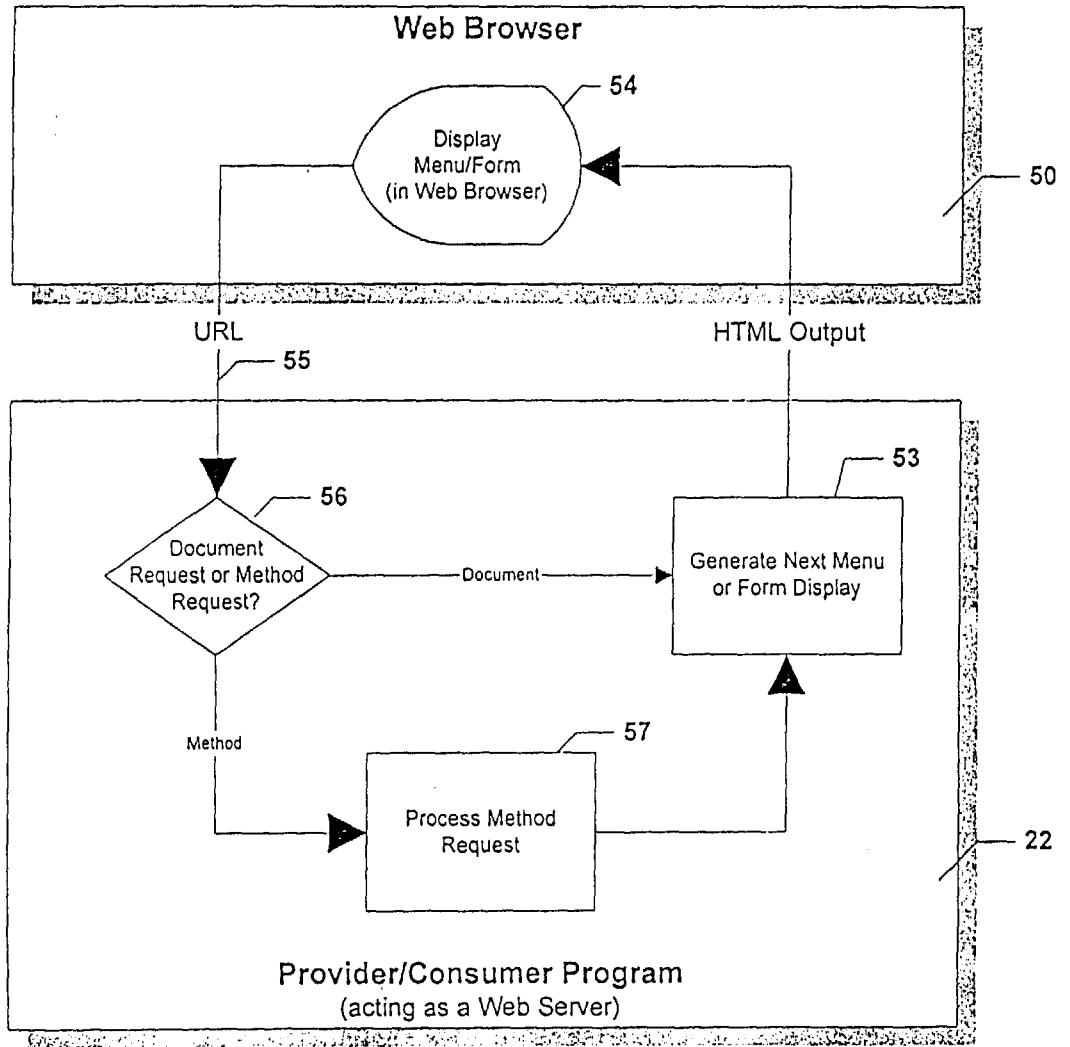 Web Browser
54
Display
Menu/Form
(in Web Browser)
50
URL
HTML Output
55
53
56
Document
Request or Method
Request?
Document
Generate Next Menu
or Form Display
Method
57
Process Method
Request
22
Provider/Consumer Program
(acting as a Web Server)